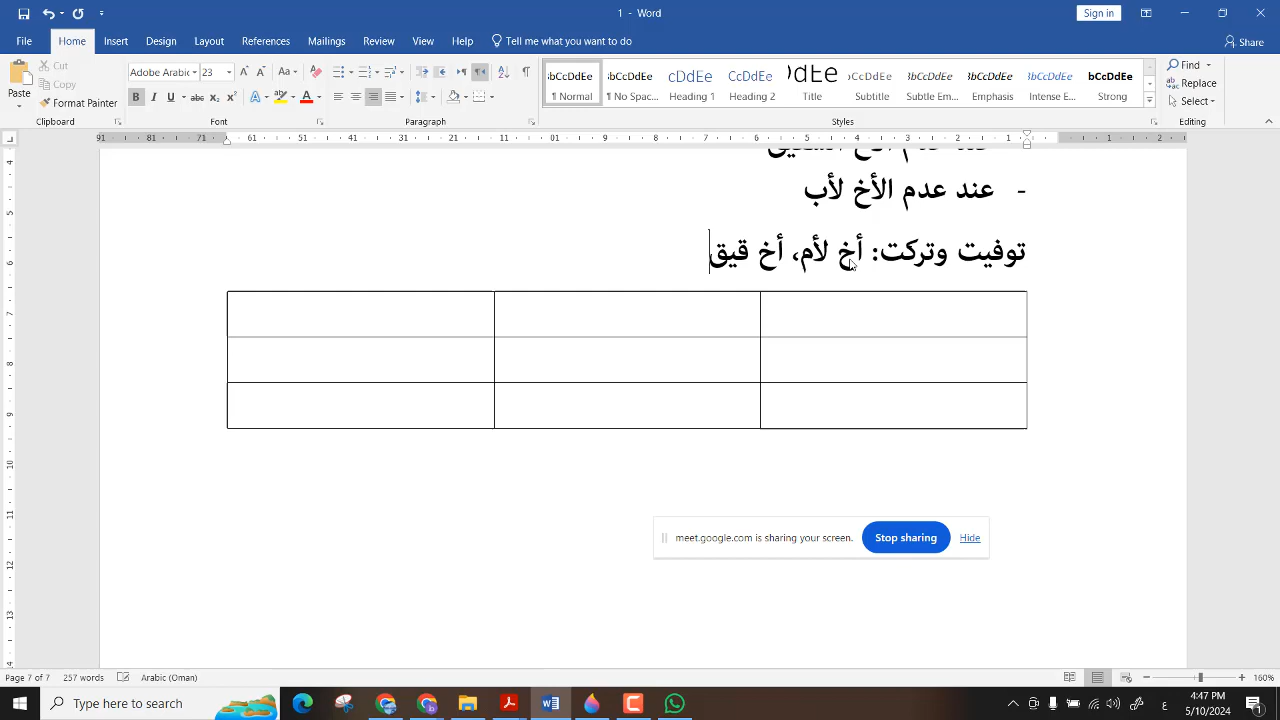 1 - Word
Sign in
File Home Insert Design Layout References Mailings Review View Help Tell me what you want to do Share
Paste
Cut
Copy
Format Painter
Clipboard
Adobe Arabic 23
Font
Paragraph
¶ Normal
¶ No Spac...
Heading 1
Heading 2
Title
Subtitle
Subtle Em...
Emphasis
Intense E...
Strong
Styles
Find
Replace
Select
Editing
- عند عدم الأخ لأب
توفيت وتركت: أخ لأم، أخ قيق
meet.google.com is sharing your screen. Stop sharing Hide
Page 7 of 7 257 words Arabic (Oman) 160%
Type here to search
4:47 PM
5/10/2024